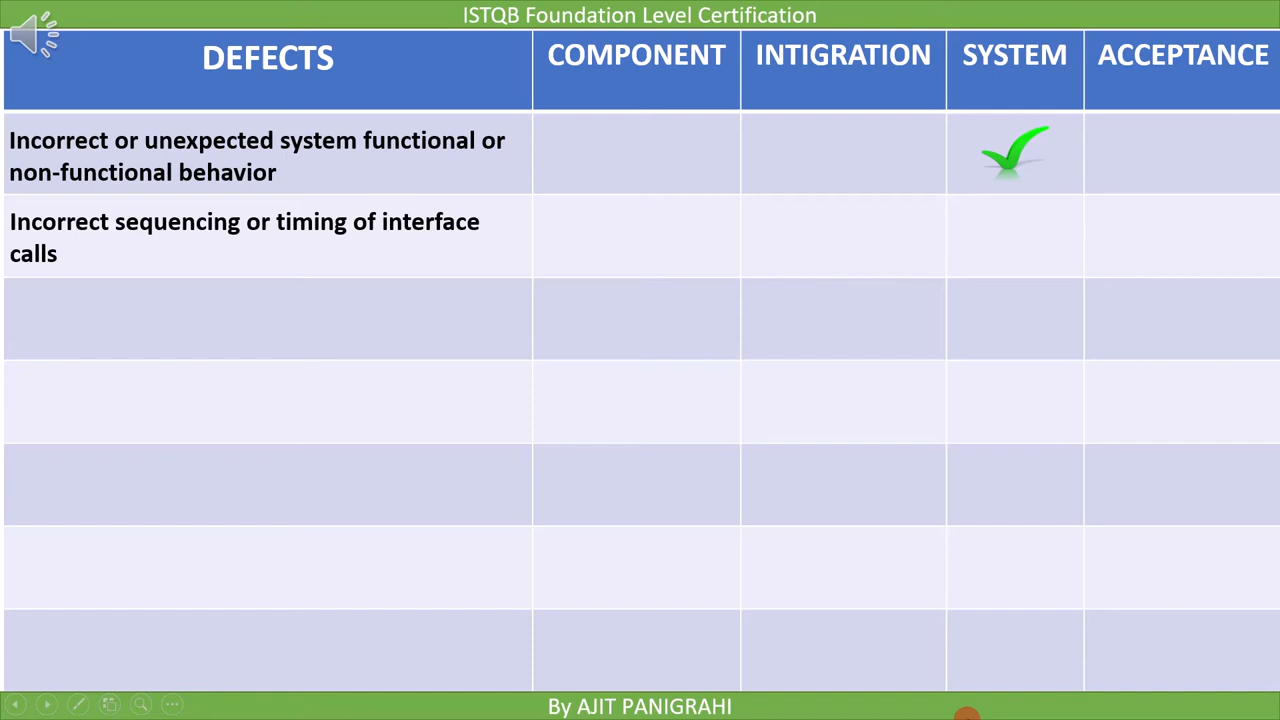 ISTQB Foundation Level Certification
DEFECTS COMPONENT INTIGRATION SYSTEM ACCEPTANCE
Incorrect or unexpected system functional or
non-functional behavior
Incorrect sequencing or timing of interface
calls
By AJIT PANIGRAHI